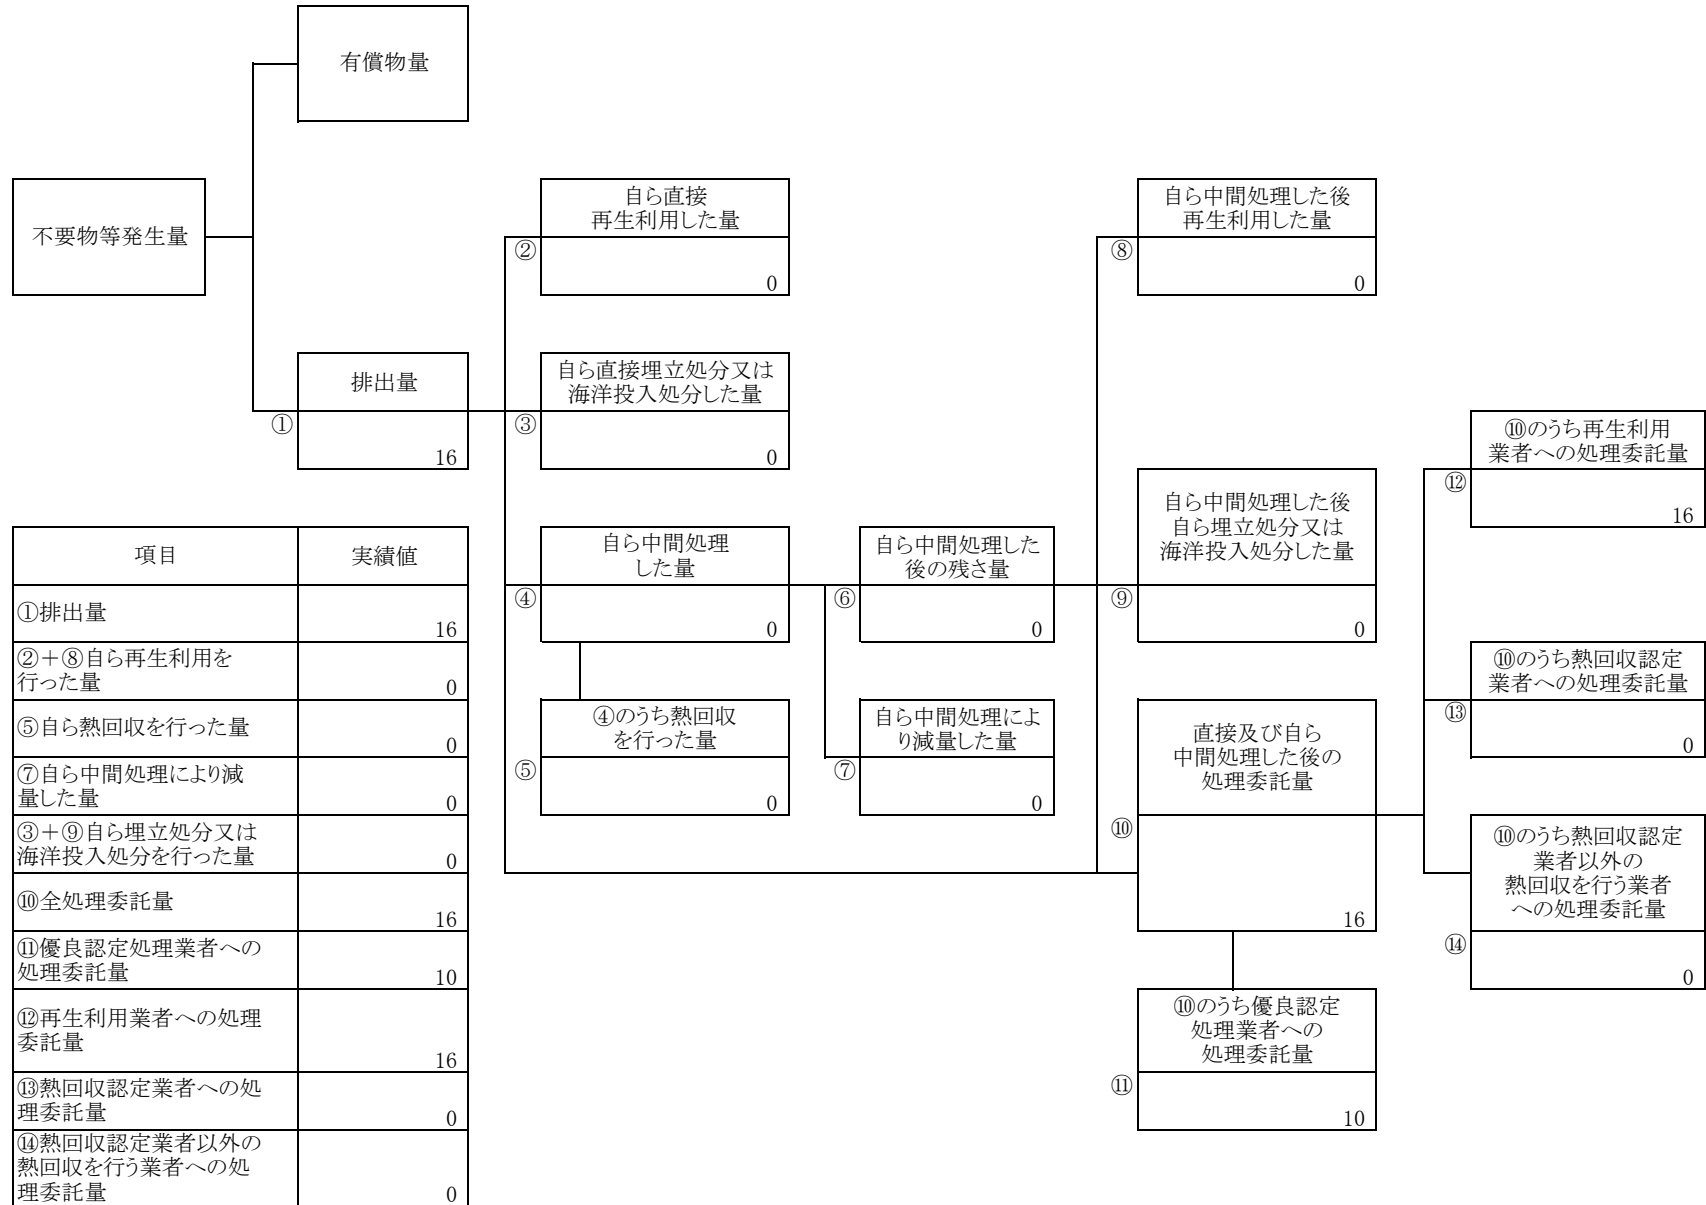 有償物量
不要物等発生量
自ら直接
再生利用した量
②
0
自ら中間処理した後
再生利用した量
⑧
0
排出量
①
16
自ら直接埋立処分又は
海洋投入処分した量
③
0
⑩のうち再生利用
業者への処理委託量
⑫
16
自ら中間処理した後
自ら埋立処分又は
海洋投入処分した量
⑨
0
自ら中間処理
した量
④
0
自ら中間処理した
後の残さ量
⑥
0
⑩のうち熱回収認定
業者への処理委託量
⑬
0
④のうち熱回収
を行った量
⑤
0
自ら中間処理によ
り減量した量
⑦
0
直接及び自ら
中間処理した後の
処理委託量
⑩
16
⑩のうち熱回収認定
業者以外の
熱回収を行う業者
への処理委託量
⑭
0
⑩のうち優良認定
処理業者への
処理委託量
⑪
10
項目 実績値
①排出量
16
②＋⑧自ら再生利用を
行った量
0
⑤自ら熱回収を行った量
0
⑦自ら中間処理により減
量した量
0
③＋⑨自ら埋立処分又は
海洋投入処分を行った量
0
⑩全処理委託量
16
⑪優良認定処理業者への
処理委託量
10
⑫再生利用業者への処理
委託量
16
⑬熱回収認定業者への処
理委託量
0
⑭熱回収認定業者以外の
熱回収を行う業者への処
理委託量
0